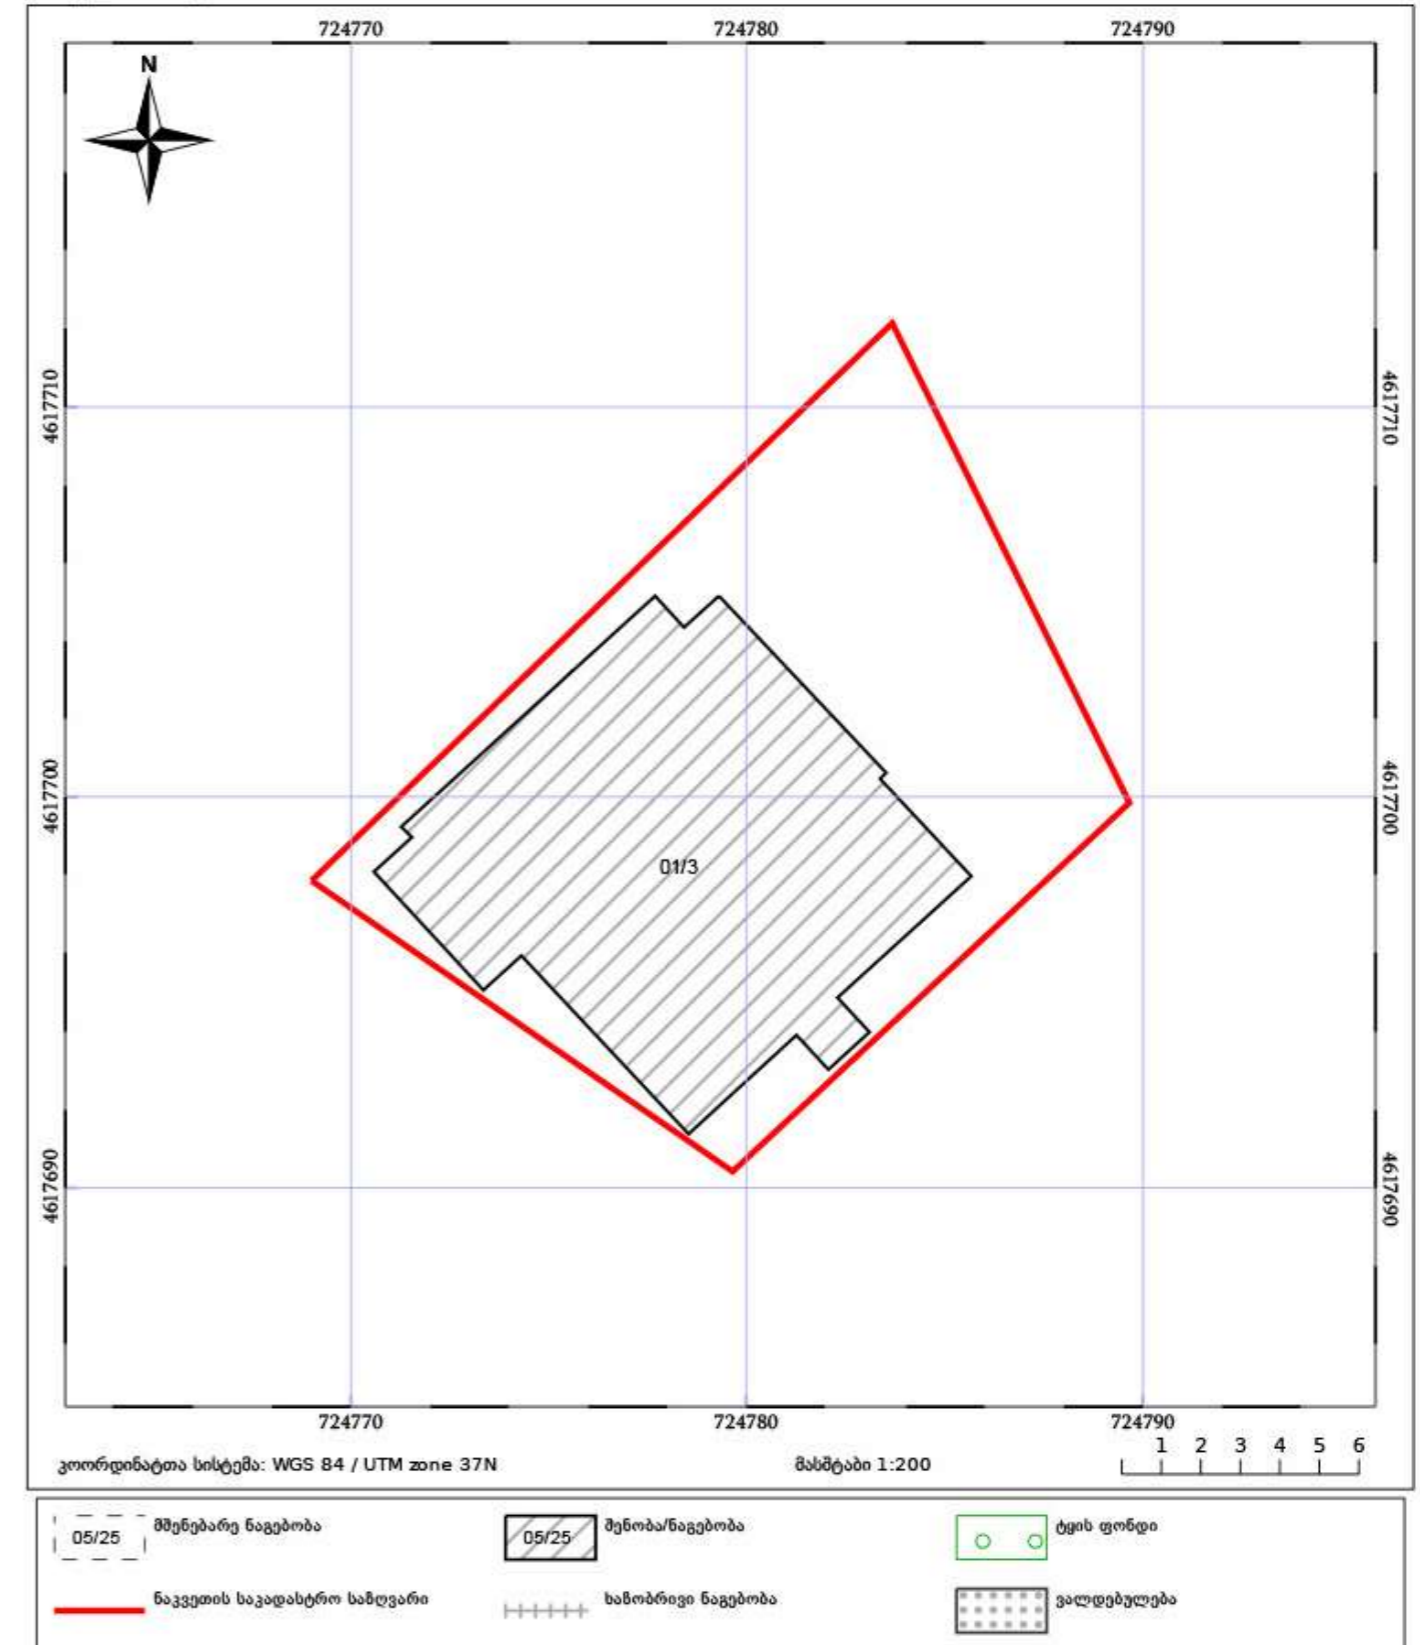 724770 724780 724790
N
4617710 4617710
4617700 4617700
01/3
4617690 4617690
724770 724780 724790
1 2 3 4 5 6
კოორდინატთა სისტემა: WGS 84 / UTM zone 37N მასშტაბი 1:200
05/25 მშენებარე ნაგებობა 05/25 შენობა/ნაგებობა ტყის ფონდი
ნაკვეთის საკადასტრო საზღვარი ხაზობრივი ნაგებობა ვალდებულება